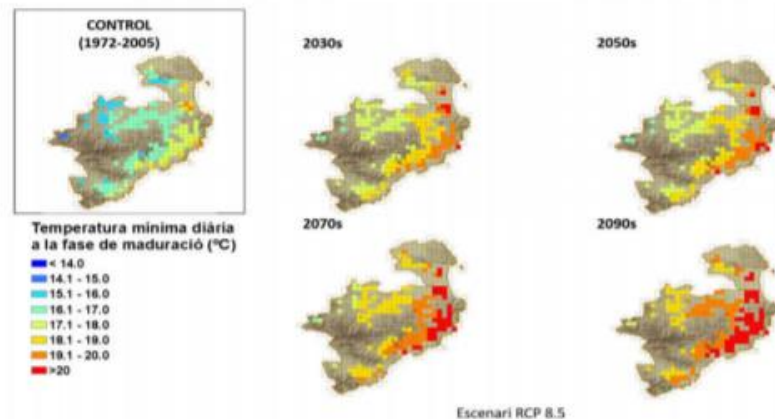 CONTROL
(1972-2005)
2030s
2050s
Temperatura mínima diària
a la fase de maduració (ºC)
< 14.0
14.1 - 15.0
15.1 - 16.0
16.1 - 17.0
17.1 - 18.0
18.1 - 19.0
19.1 - 20.0
>20
2070s
2090s
Escenari RCP 8.5